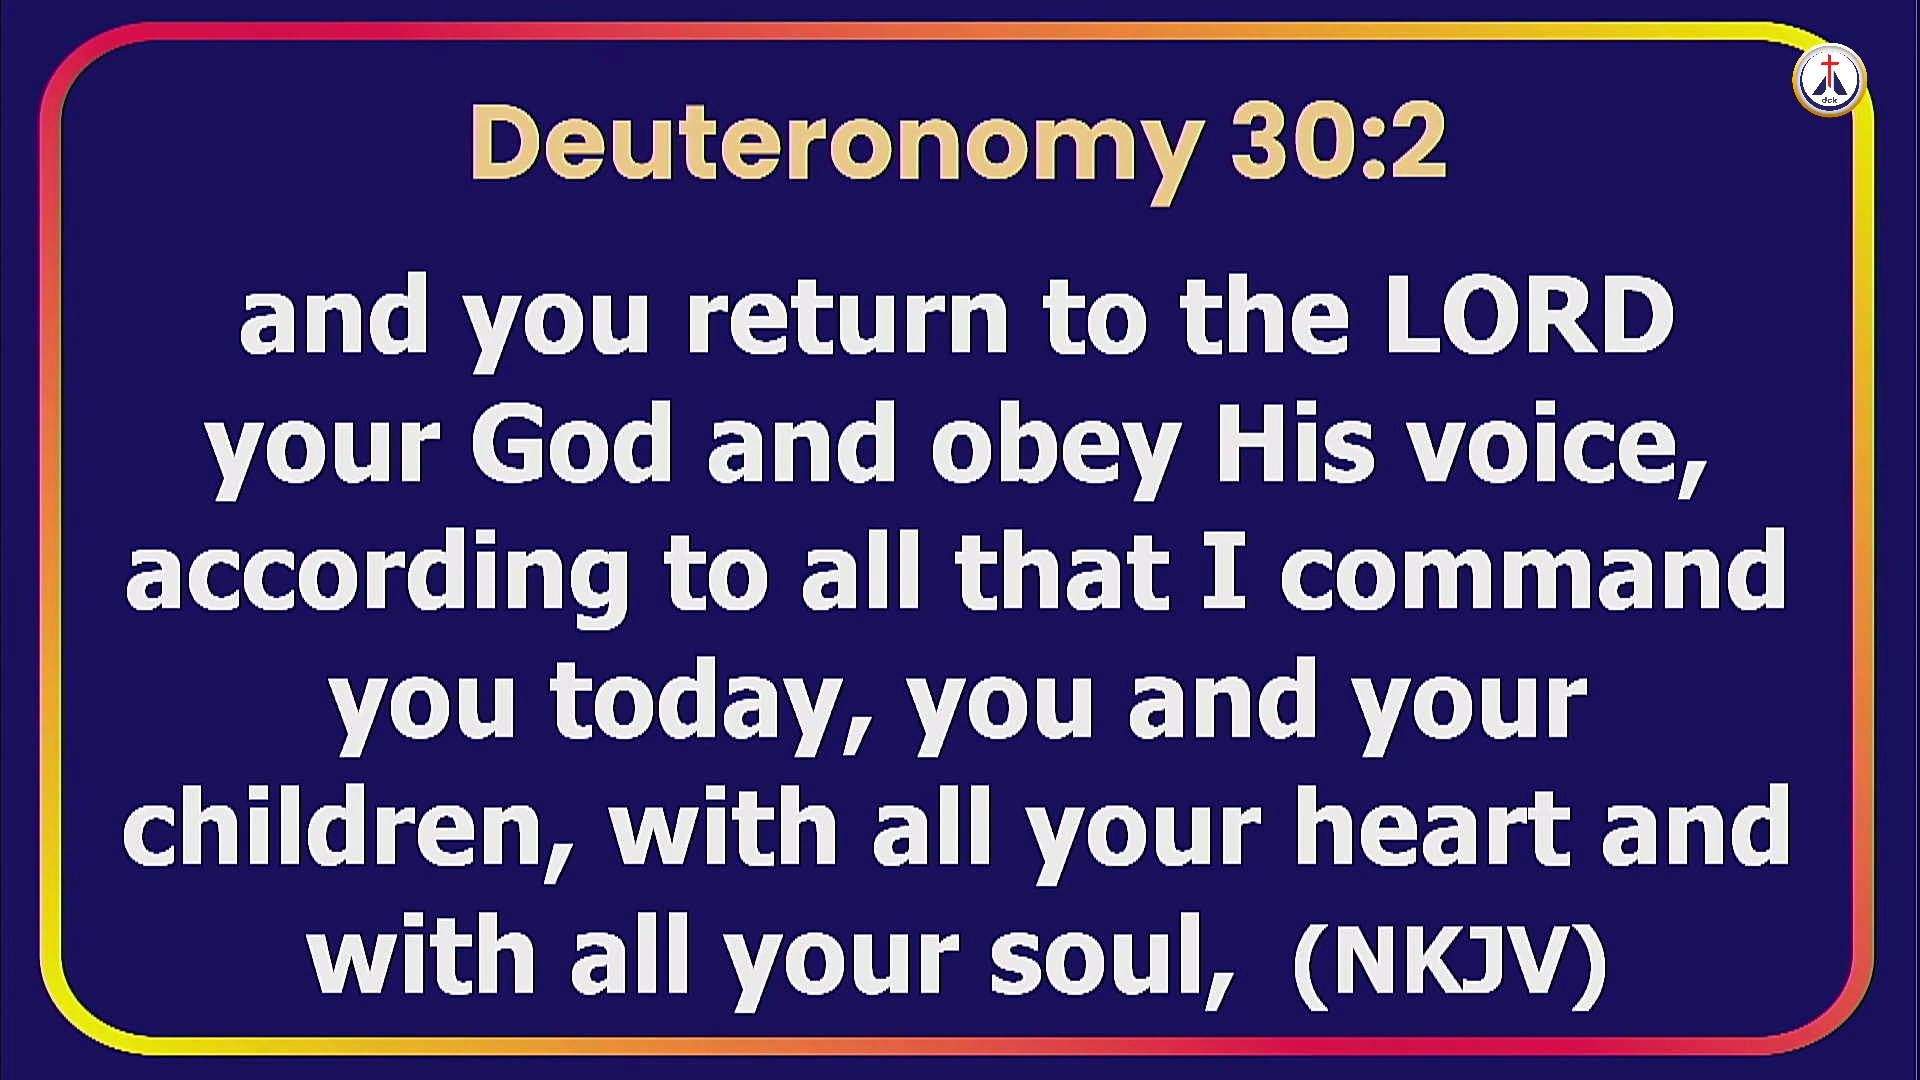 Deuteronomy 30:2
and you return to the LORD
your God and obey His voice,
according to all that I command
you today, you and your
children, with all your heart and
with all your soul, (NKJV)
dck